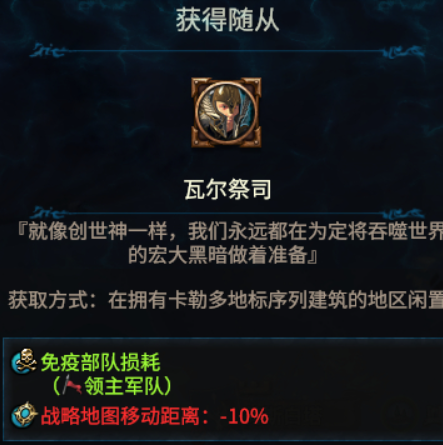 获得随从
瓦尔祭司
『就像创世神一样，我们永远都在为定将吞噬世界
的宏大黑暗做着准备』
获取方式：在拥有卡勒多地标序列建筑的地区闲置
免疫部队损耗
（领主军队）
战略地图移动距离：-10%